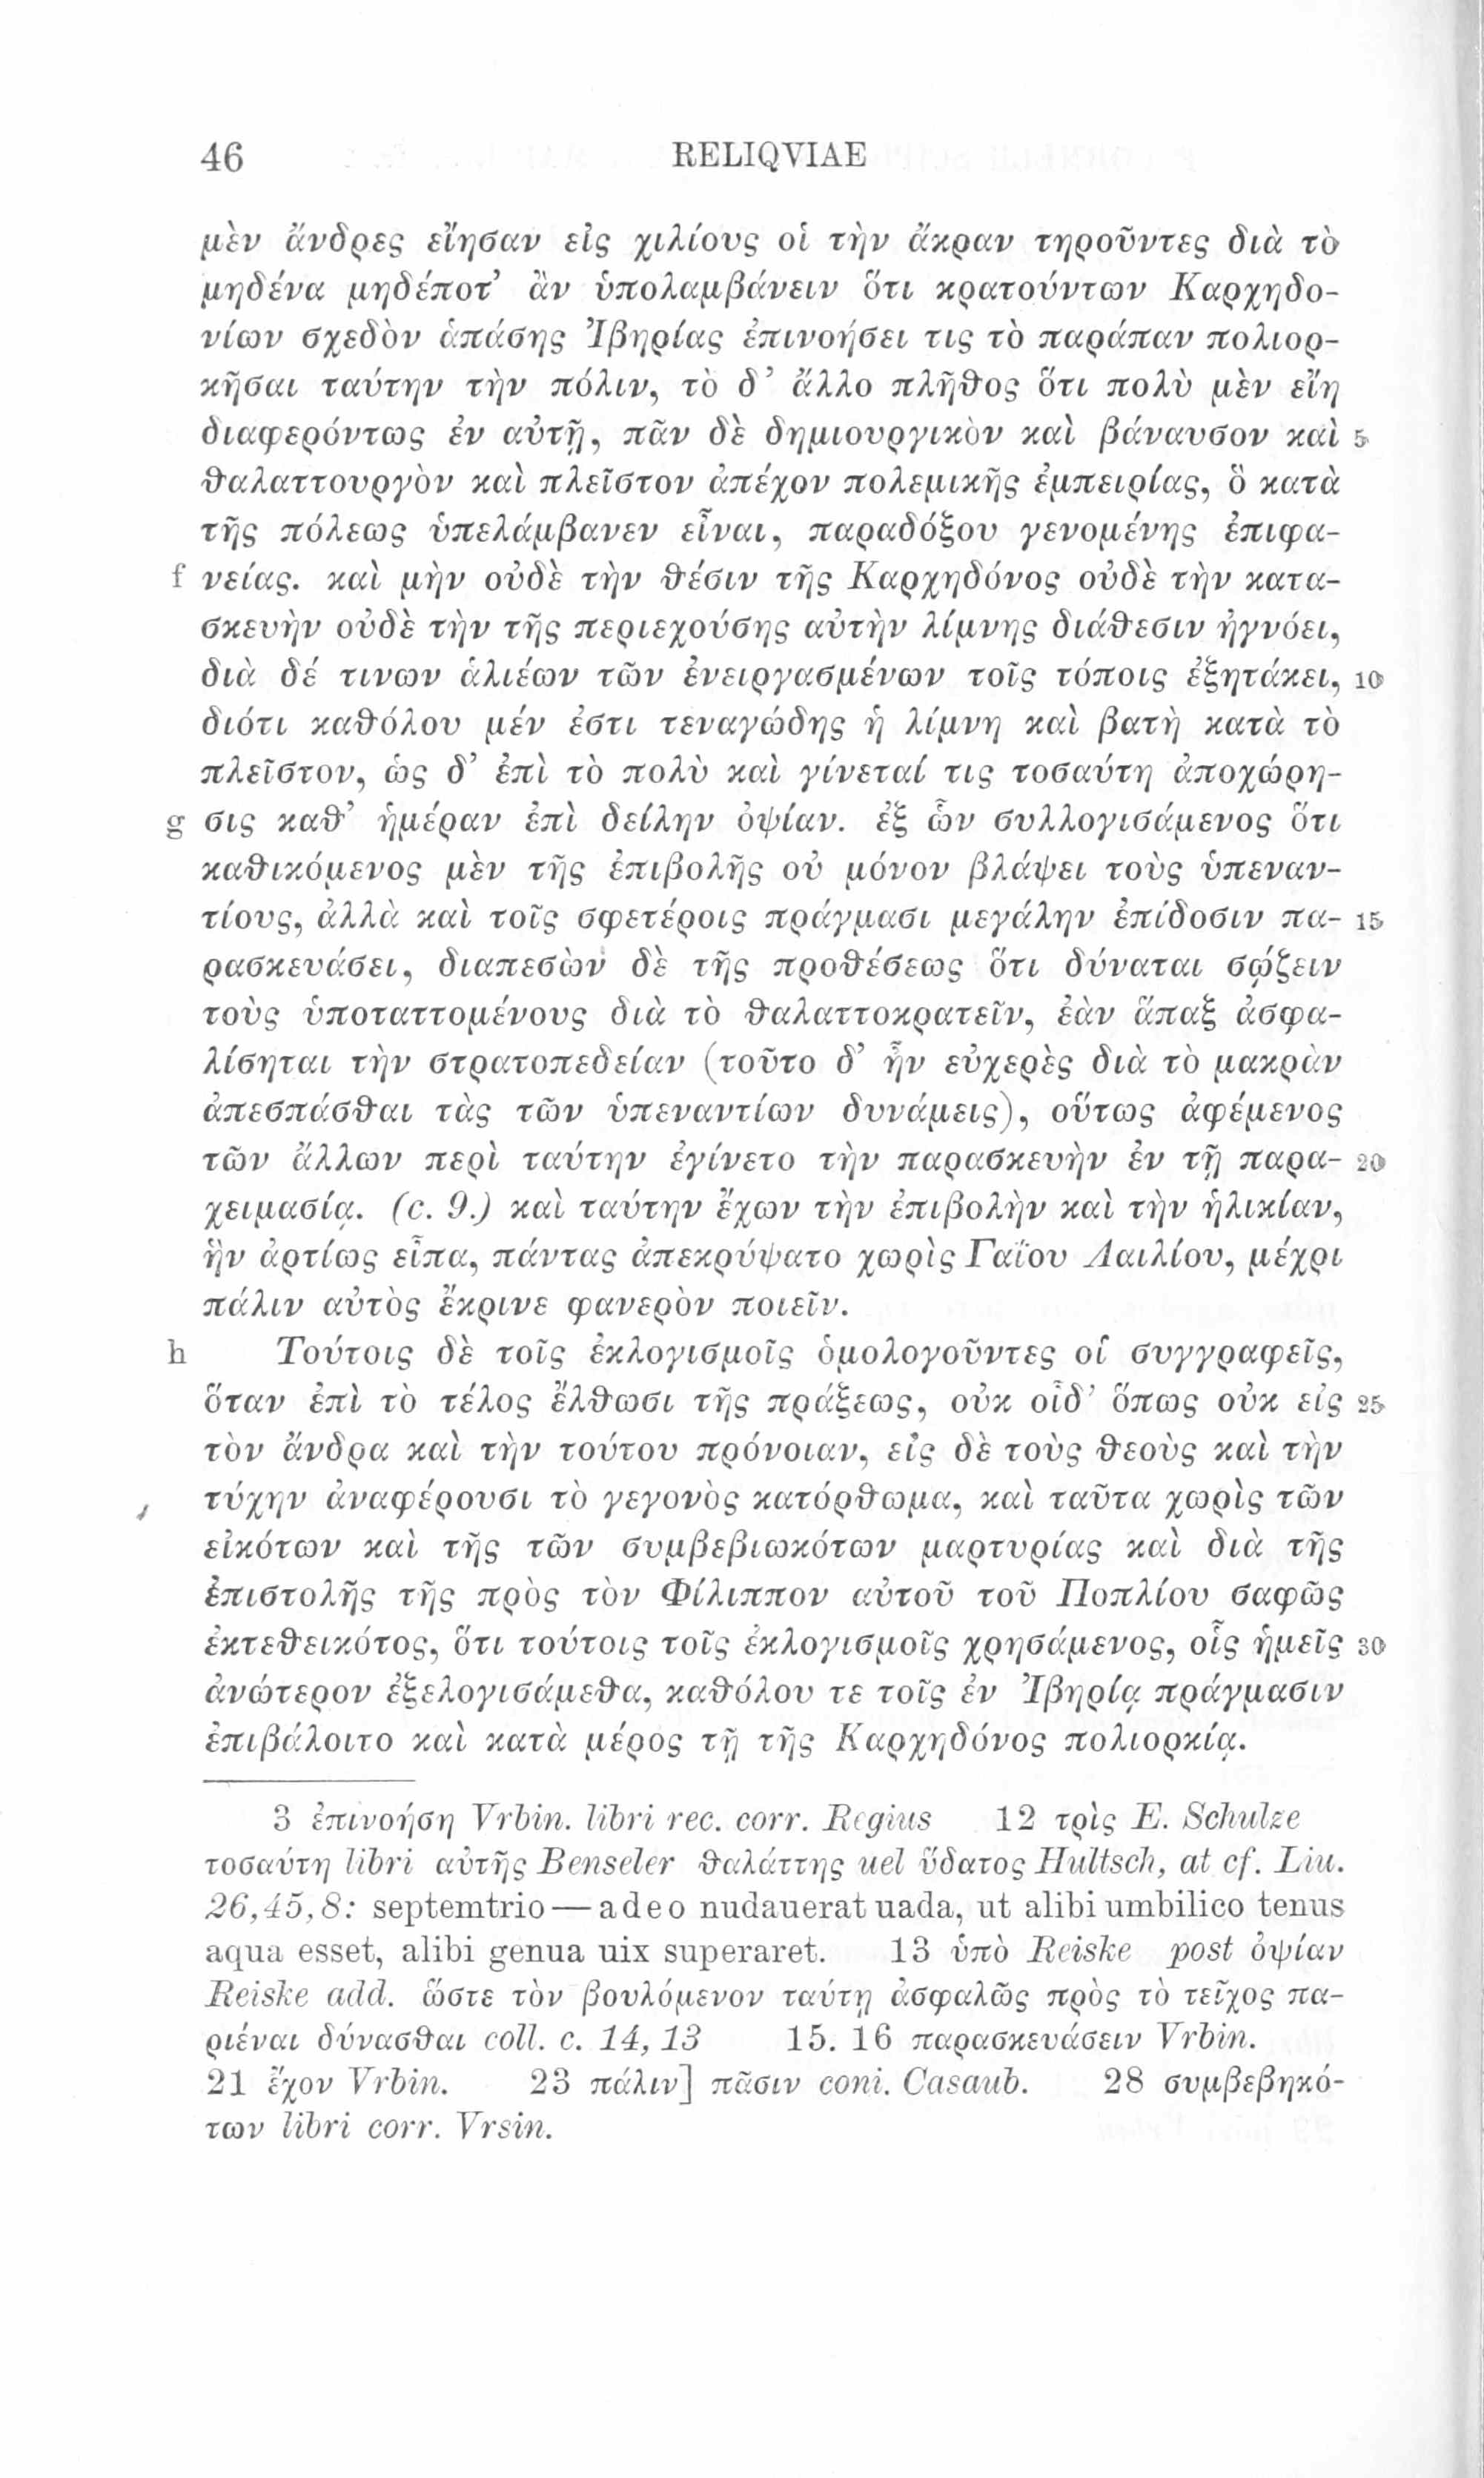 46 RELIQVIAE
μὲν ἄνδρες εἴησαν εἰς χιλίους οἱ τὴν ἄκραν τηροῦντες διὰ τὸ
μηδένα μηδέποτ’ ἂν ὑπολαμβάνειν ὅτι κρατούντων Καρχηδο-
νίων σχεδὸν ἁπάσης Ἰβηρίας ἐπινοήσει τις τὸ παράπαν πολιορ-
κῆσαι ταύτην τὴν πόλιν, τὸ δ’ ἄλλο πλῆθος ὅτι πολὺ μὲν εἴη
διαφερόντως ἐν αὐτῇ, πᾶν δὲ δημιουργικὸν καὶ βάναυσον καὶ 5
θαλαττουργὸν καὶ πλεῖστον ἀπέχον πολεμικῆς ἐμπειρίας, ὃ κατὰ
τῆς πόλεως ὑπελάμβανεν εἶναι, παραδόξου γενομένης ἐπιφα-
f νείας. καὶ μὴν οὐδὲ τὴν θέσιν τῆς Καρχηδόνος οὐδὲ τὴν κατα-
σκευὴν οὐδὲ τὴν τῆς περιεχούσης αὐτὴν λίμνης διάθεσιν ἠγνόει,
διὰ δέ τινων ἁλιέων τῶν ἐνειργασμένων τοῖς τόποις ἐξητάκει, 10
διότι καθόλου μέν ἐστι τεναγώδης ἡ λίμνη καὶ βατὴ κατὰ τὸ
πλεῖστον, ὡς δ’ ἐπὶ τὸ πολὺ καὶ γίνεταί τις τοσαύτη ἀποχώρη-
g σις καθ’ ἡμέραν ἐπὶ δείλην ὀψίαν. ἐξ ὧν συλλογισάμενος ὅτι
καθικόμενος μὲν τῆς ἐπιβολῆς οὐ μόνον βλάψει τοὺς ὑπεναν-
τίους, ἀλλὰ καὶ τοῖς σφετέροις πράγμασι μεγάλην ἐπίδοσιν πα- 15
ρασκευάσει, διαπεσὼν δὲ τῆς προθέσεως ὅτι δύναται σῴζειν
τοὺς ὑποταττομένους διὰ τὸ θαλαττοκρατεῖν, ἐὰν ἅπαξ ἀσφα-
λίσηται τὴν στρατοπεδείαν (τοῦτο δ’ ἦν εὐχερὲς διὰ τὸ μακρὰν
ἀπεσπάσθαι τὰς τῶν ὑπεναντίων δυνάμεις), οὕτως ἀφέμενος
τῶν ἄλλων περὶ ταύτην ἐγίνετο τὴν παρασκευὴν ἐν τῇ παρα- 20
χειμασίᾳ. (c. 9.) καὶ ταύτην ἔχων τὴν ἐπιβολὴν καὶ τὴν ἡλικίαν,
ἣν ἀρτίως εἶπα, πάντας ἀπεκρύψατο χωρὶς Γαΐου Λαιλίου, μέχρι
πάλιν αὐτὸς ἔκρινε φανερὸν ποιεῖν.
h Τούτοις δὲ τοῖς ἐκλογισμοῖς ὁμολογοῦντες οἱ συγγραφεῖς,
ὅταν ἐπὶ τὸ τέλος ἔλθωσι τῆς πράξεως, οὐκ οἶδ’ ὅπως οὐκ εἰς 25
τὸν ἄνδρα καὶ τὴν τούτου πρόνοιαν, εἰς δὲ τοὺς θεοὺς καὶ τὴν
τύχην ἀναφέρουσι τὸ γεγονὸς κατόρθωμα, καὶ ταῦτα χωρὶς τῶν
εἰκότων καὶ τῆς τῶν συμβεβιωκότων μαρτυρίας καὶ διὰ τῆς
ἐπιστολῆς τῆς πρὸς τὸν Φίλιππον αὐτοῦ τοῦ Ποπλίου σαφῶς
ἐκτεθεικότος, ὅτι τούτοις τοῖς ἐκλογισμοῖς χρησάμενος, οἷς ἡμεῖς 30
ἀνώτερον ἐξελογισάμεθα, καθόλου τε τοῖς ἐν Ἰβηρίᾳ πράγμασιν
ἐπιβάλοιτο καὶ κατὰ μέρος τῇ τῆς Καρχηδόνος πολιορκίᾳ.
3 ἐπινοήση Vrbin. libri rec. corr. Regius 12 τρὶς E. Schulze
τοσαύτη libri αὐτῆς Benseler θαλάττης uel ὕδατος Hultsch, at cf. Liu.
26,45,8: septemtrio — adeo nudauerat uada, ut alibi umbilico tenus
aqua esset, alibi genua uix superaret. 13 ὑπὸ Reiske post ὀψίαν
Reiske add. ὥστε τὸν βουλόμενον ταύτῃ ἀσφαλῶς πρὸς τὸ τεῖχος πα-
ριέναι δύνασθαι coll. c. 14, 13 15. 16 παρασκευάσειν Vrbin.
21 ἔχον Vrbin. 23 πάλιν] πᾶσιν coni. Casaub. 28 συμβεβηκό-
των libri corr. Vrsin.